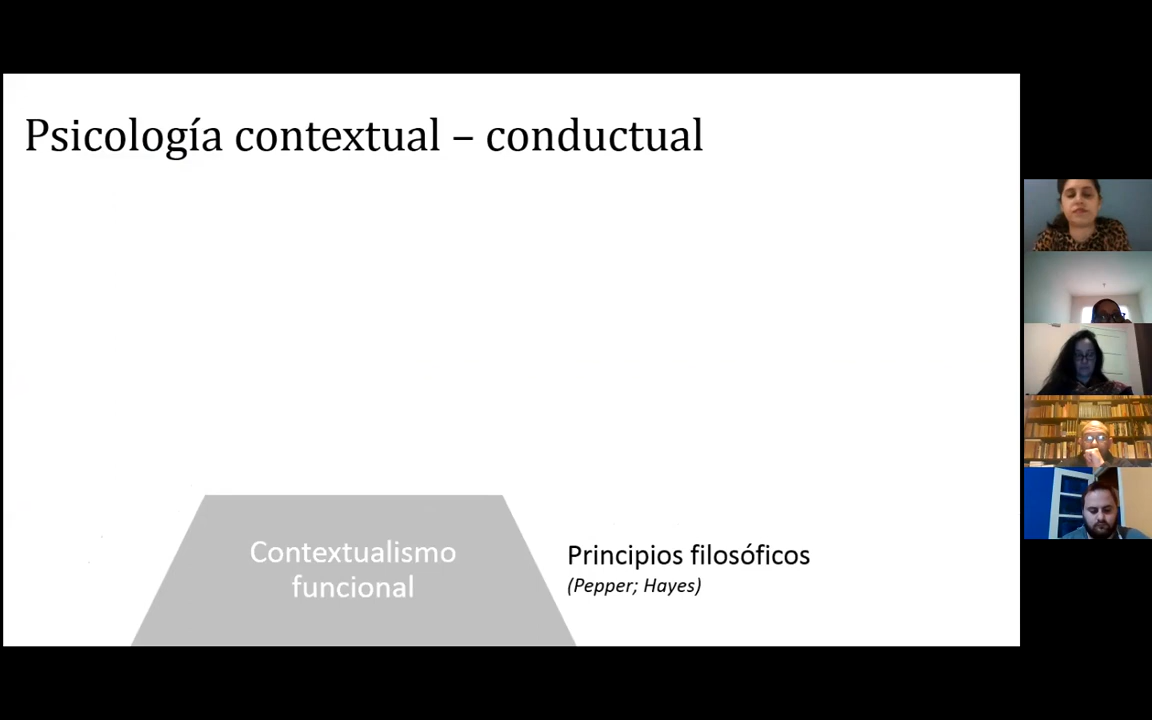 Psicología contextual – conductual
Contextualismo
funcional
Principios filosóficos
(Pepper; Hayes)